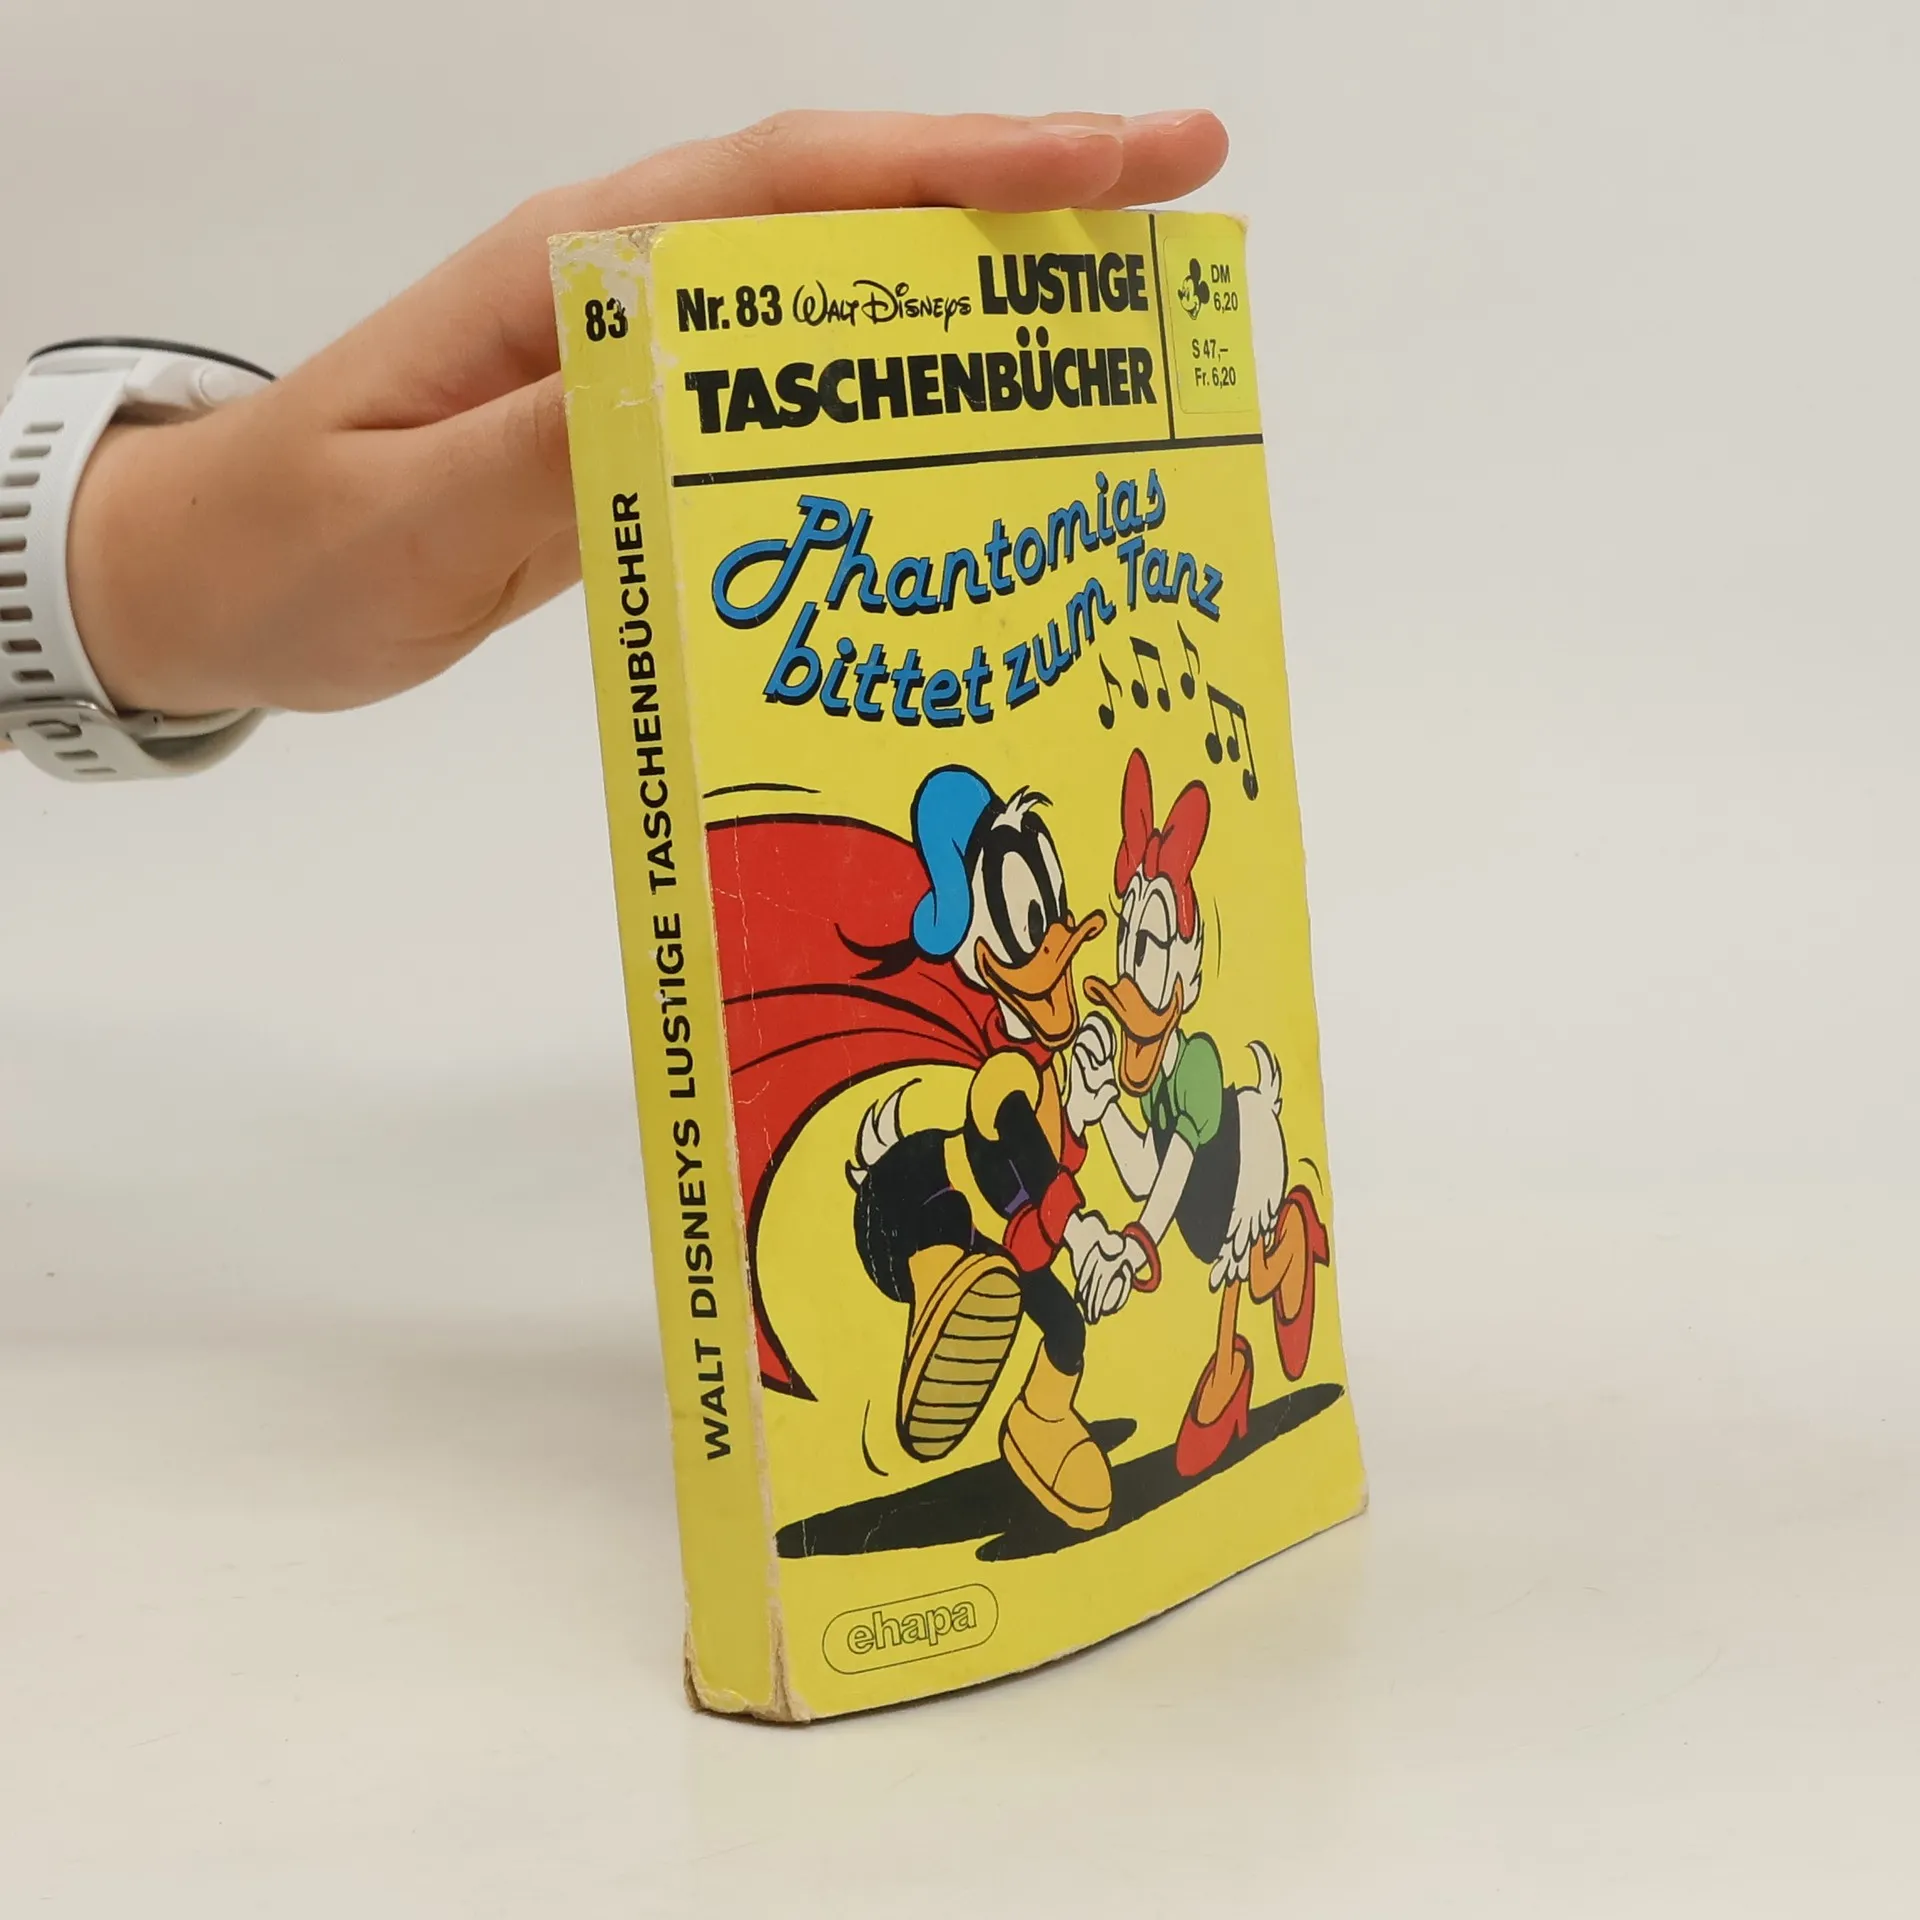 83
WALT DISNEYS LUSTIGE TASCHENBÜCHER
Nr. 83 WALT DISNEYS LUSTIGE
TASCHENBÜCHER
DM
6,20
S 47,–
Fr. 6,20
Phantomias
bittet zum Tanz
ehapa